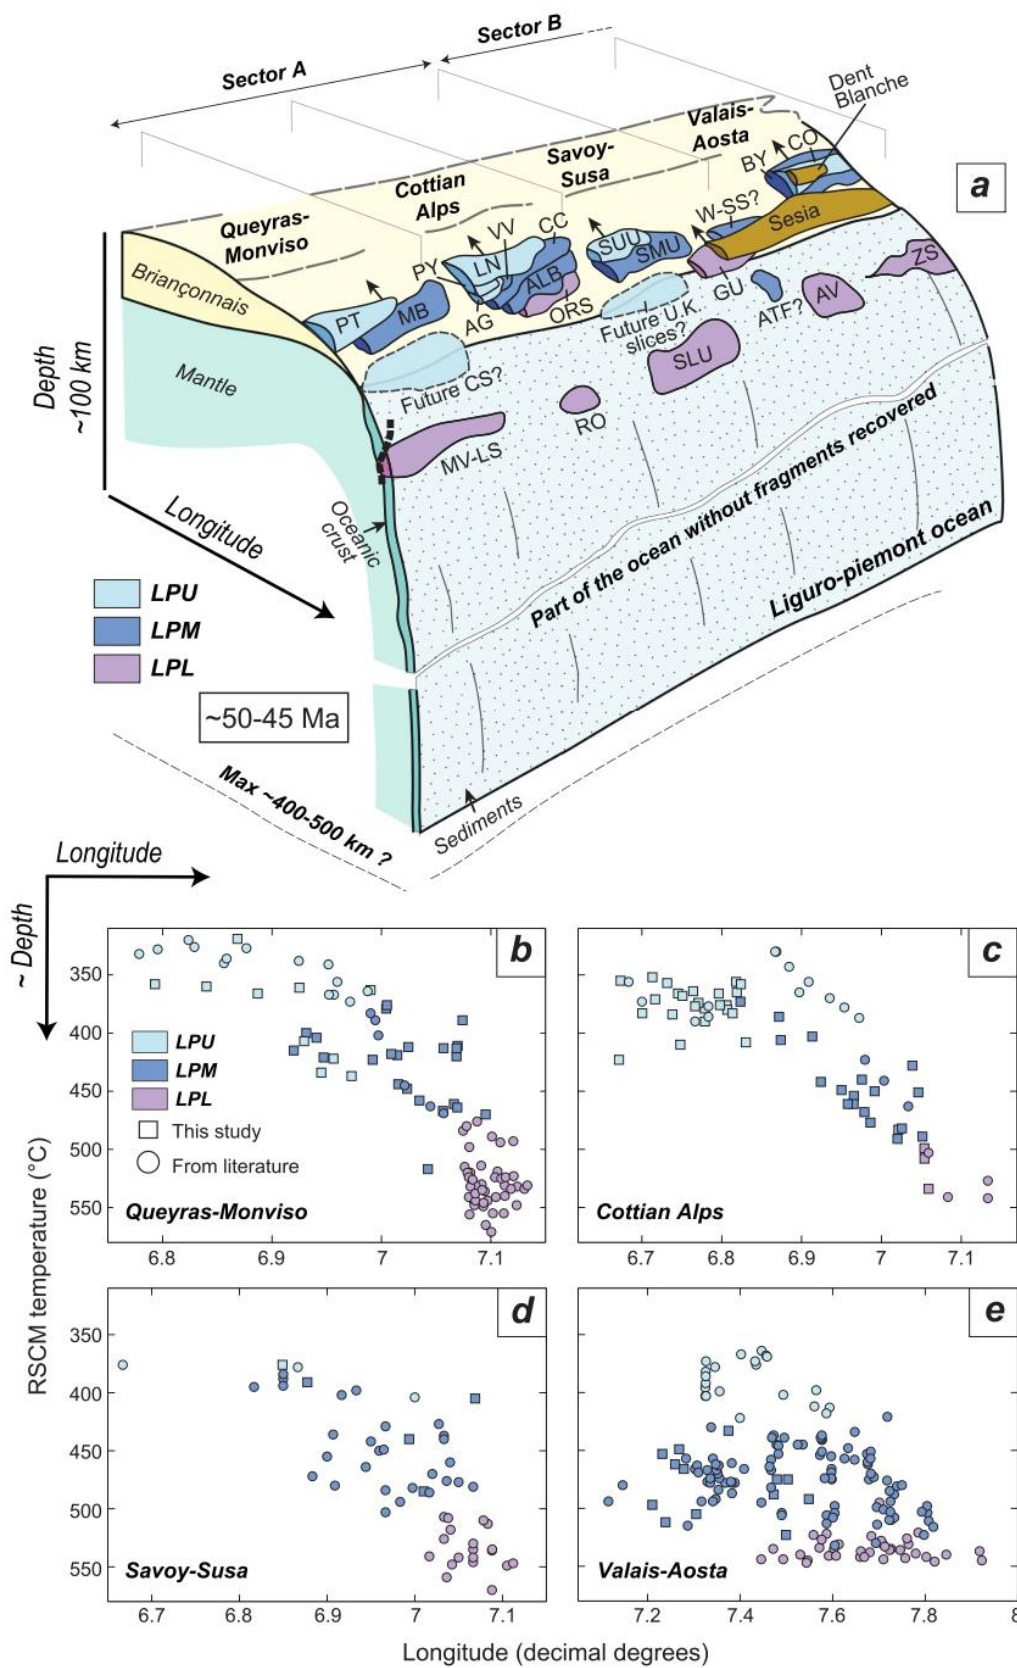 Sector A
Sector B
Dent
Blanche
Valais-
Aosta
Savoy-
Susa
Cottian
Alps
Queyras-
Monviso
a
BY
CO
W-SS?
Sesia
CC
VV
PY
LN
ALB
AG
ORS
SUU
SMU
GU
ZS
AV
ATF?
Briançonnais
PT
MB
Mantle
Depth
~100 km
Future CS?
Future U.K.
slices?
SLU
RO
MV-LS
Longitude
Oceanic
crust
Part of the ocean without fragments recovered
Liguro-piemont ocean
LPU
LPM
LPL
~50-45 Ma
Max ~400-500 km ?
Sediments
Longitude
~ Depth
b
350
400
450
500
550
LPU
LPM
LPL
This study
From literature
Queyras-Monviso
6.8
6.9
7
7.1
c
Cottian Alps
6.7
6.8
6.9
7
7.1
RSCM temperature (°C)
d
350
400
450
500
550
Savoy-Susa
6.7
6.8
6.9
7
7.1
e
Valais-Aosta
7.2
7.4
7.6
7.8
8
Longitude (decimal degrees)